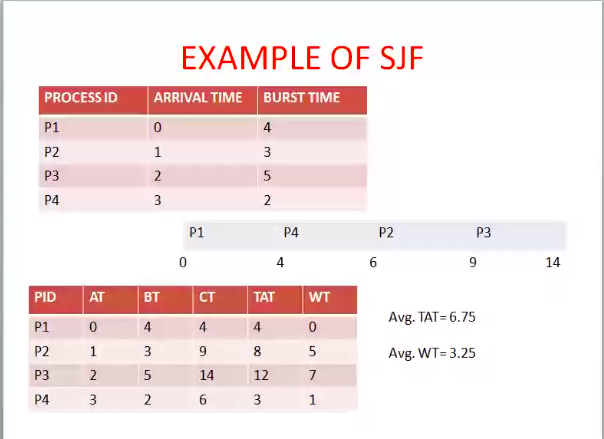 EXAMPLE OF SJF
PROCESS ID ARRIVAL TIME BURST TIME
P1 0 4
P2 1 3
P3 2 5
P4 3 2
P1 P4 P2 P3
0 4 6 9 14
PID AT BT CT TAT WT
P1 0 4 4 4 0
P2 1 3 9 8 5
P3 2 5 14 12 7
P4 3 2 6 3 1
Avg. TAT= 6.75
Avg. WT= 3.25